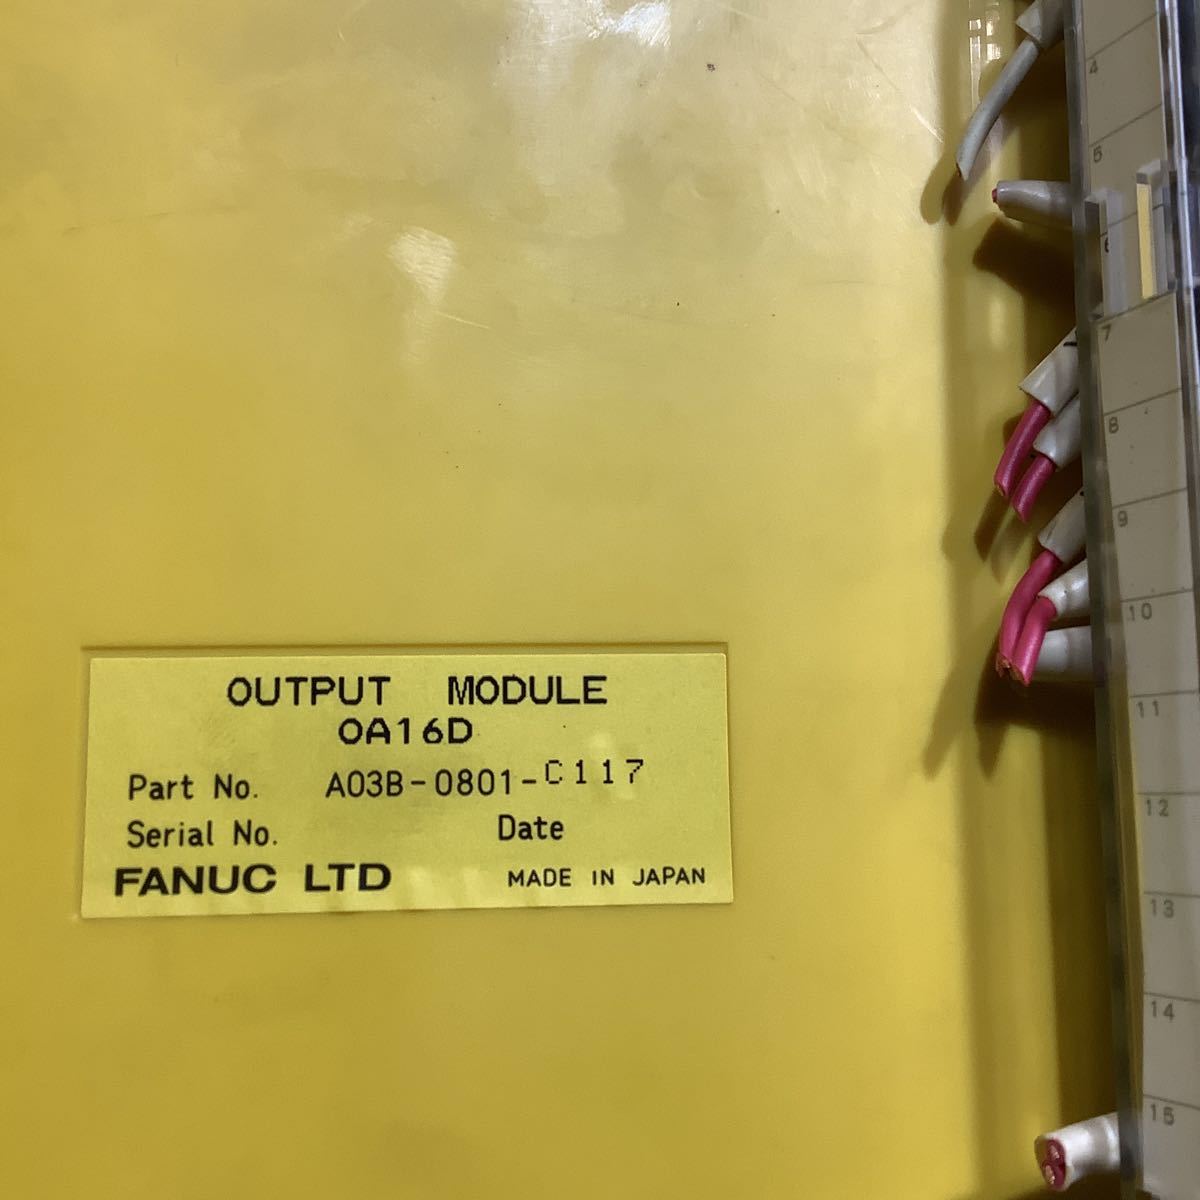 OUTPUT MODULE
OA16D
Part No. A03B-0801-C117
Serial No. Date
FANUC LTD MADE IN JAPAN
4
5
6
7
8
9
10
11
12
13
14
15